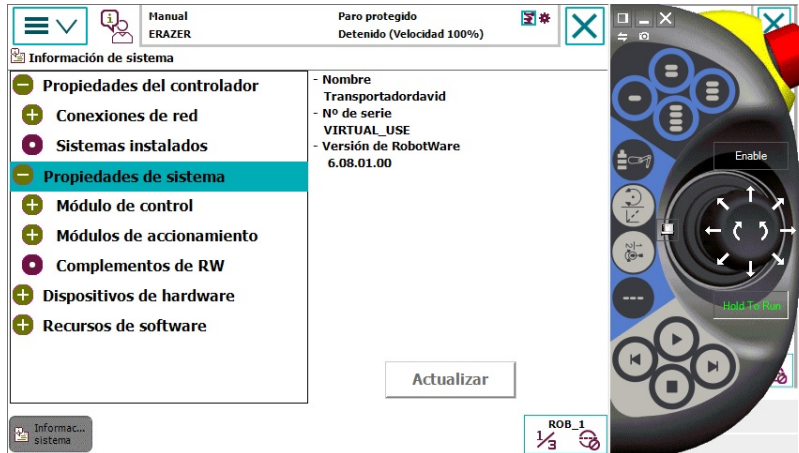 Manual
ERAZER
Paro protegido
Detenido (Velocidad 100%)
Información de sistema
Propiedades del controlador
Conexiones de red
Sistemas instalados
Propiedades de sistema
Módulo de control
Módulos de accionamiento
Complementos de RW
Dispositivos de hardware
Recursos de software
- Nombre
Transportadordavid
- Nº de serie
VIRTUAL_USE
- Versión de RobotWare
6.08.01.00
Actualizar
Informac...
sistema
ROB_1
1/3
Enable
Hold To Run